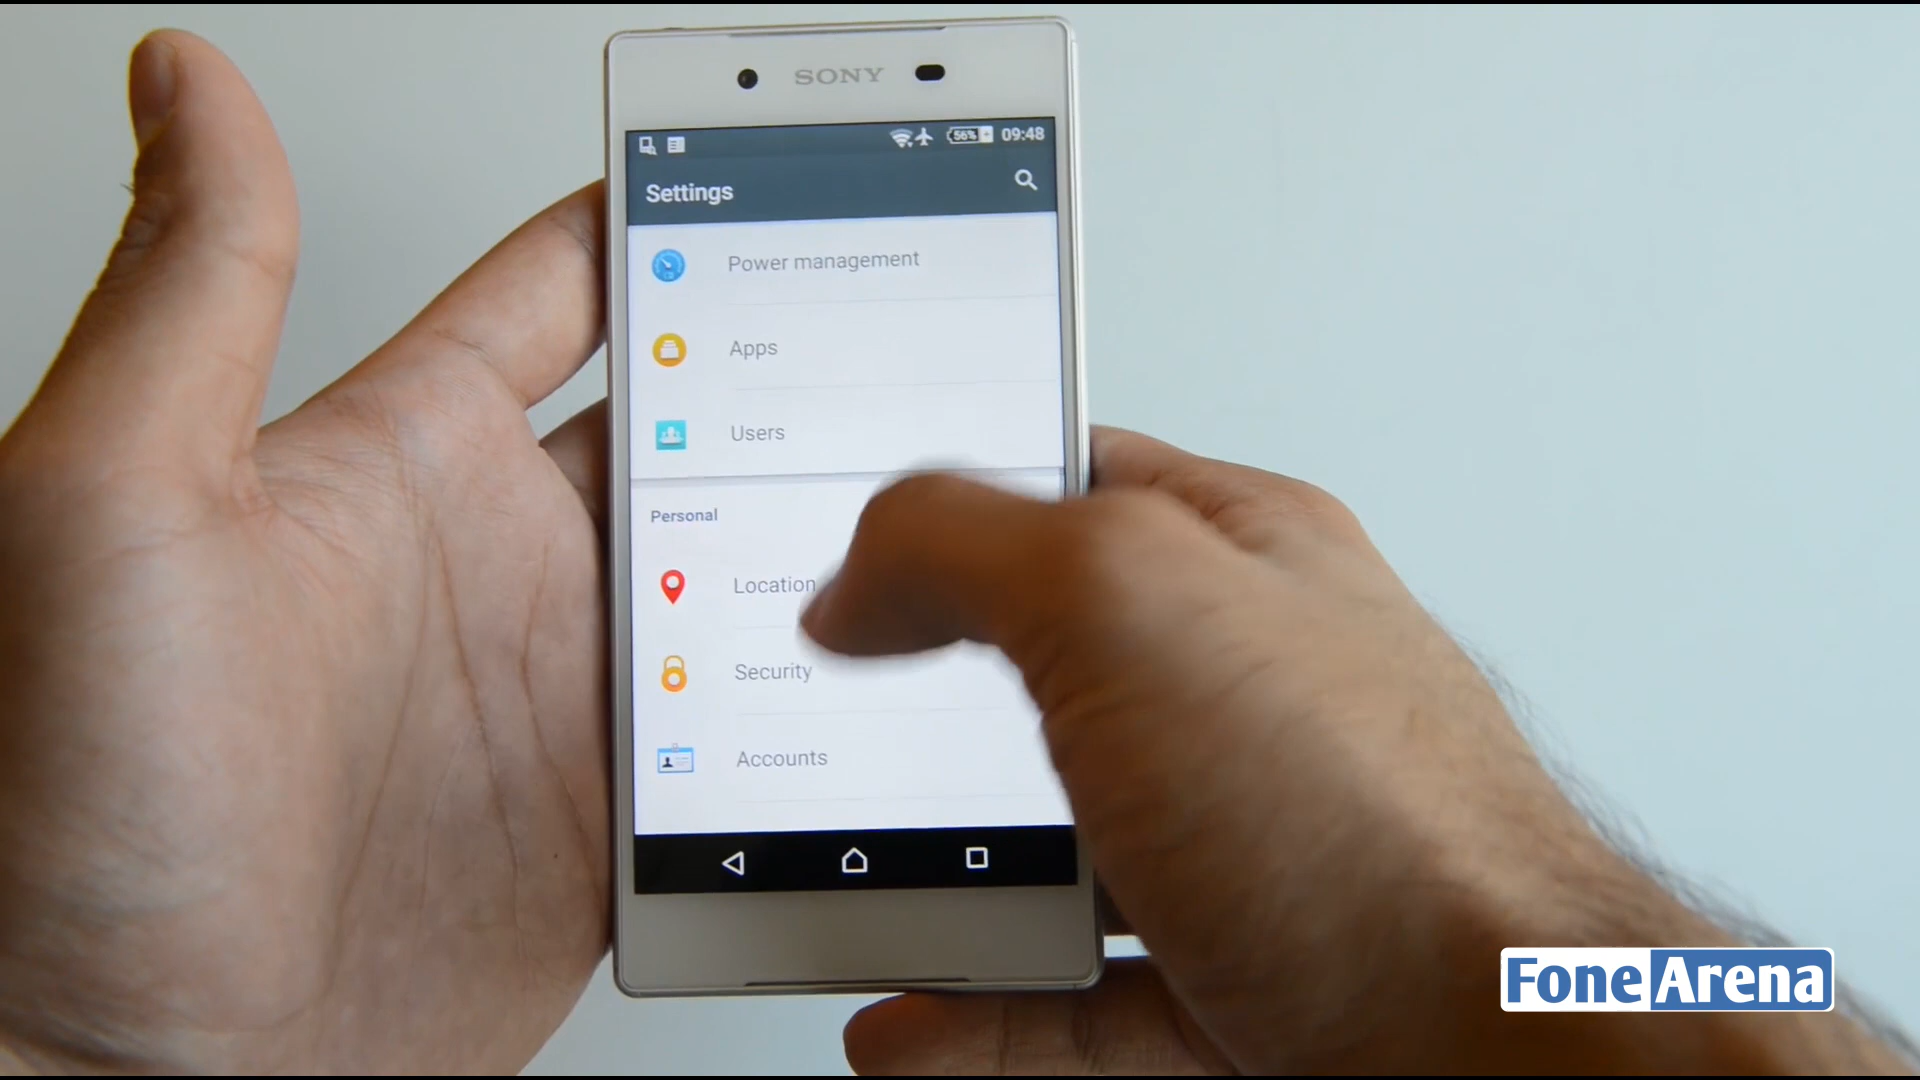 SONY
56% 09:48
Settings
Power management
Apps
Users
Personal
Location
Security
Accounts
FoneArena